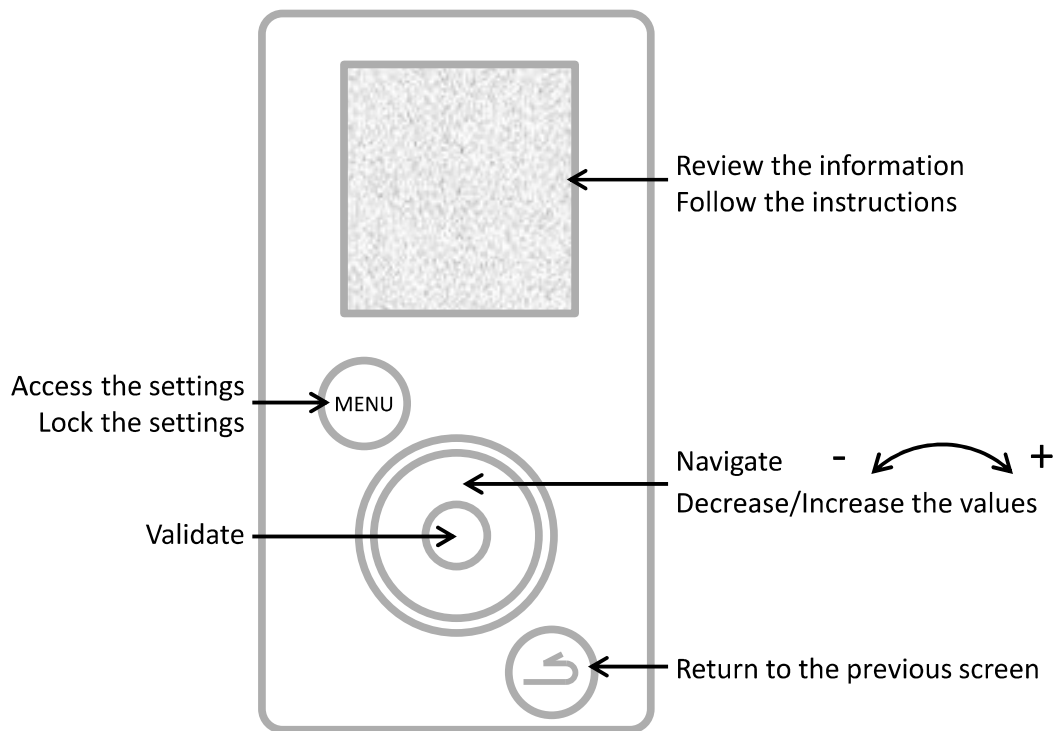 Review the information
Follow the instructions
Access the settings
Lock the settings
MENU
Navigate - +
Decrease/Increase the values
Validate
Return to the previous screen